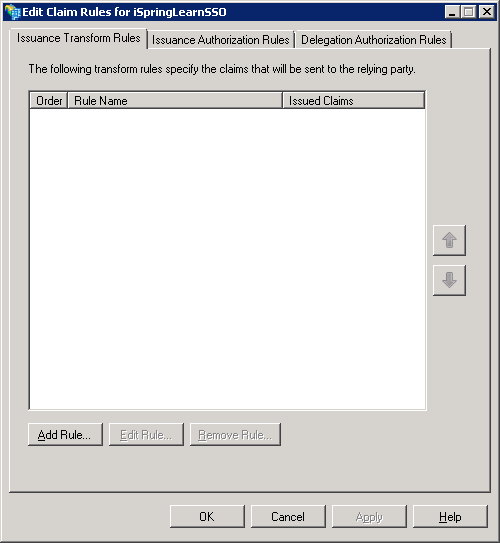 Edit Claim Rules for iSpringLearnSSO
Issuance Transform Rules Issuance Authorization Rules Delegation Authorization Rules
The following transform rules specify the claims that will be sent to the relying party.
Order Rule Name Issued Claims
Add Rule... Edit Rule... Remove Rule...
OK Cancel Apply Help